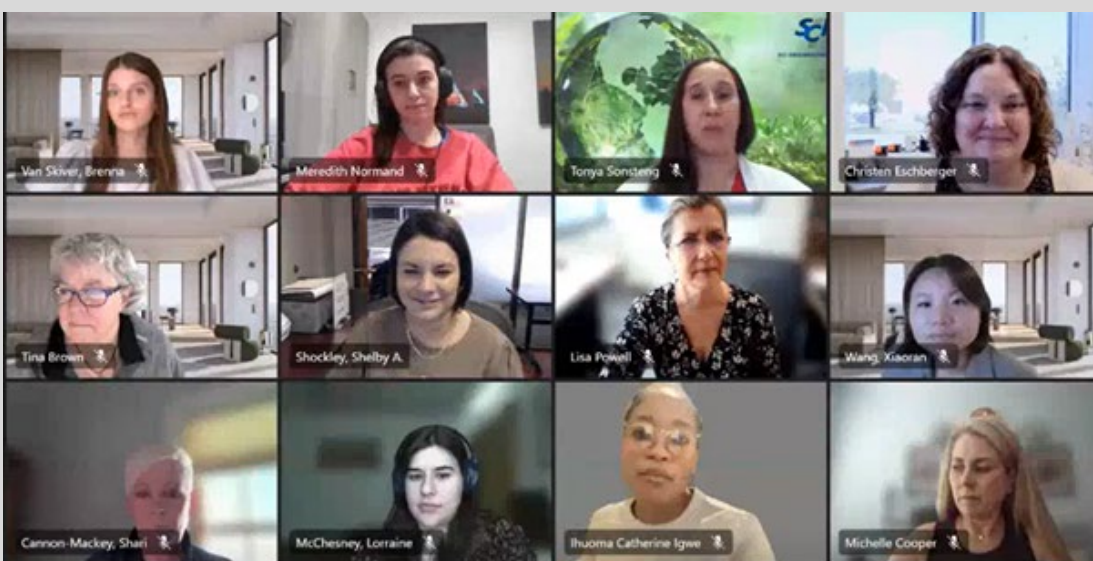 Van Skiver, Brenna
Meredith Normand
Tonya Sonsteng
Christen Eschberger
Tina Brown
Shockley, Shelby A.
Lisa Powell
Wang, Xiaoran
Cannon-Mackey, Shari
McChesney, Lorraine
Ihuoma Catherine Igwe
Michelle Cooper